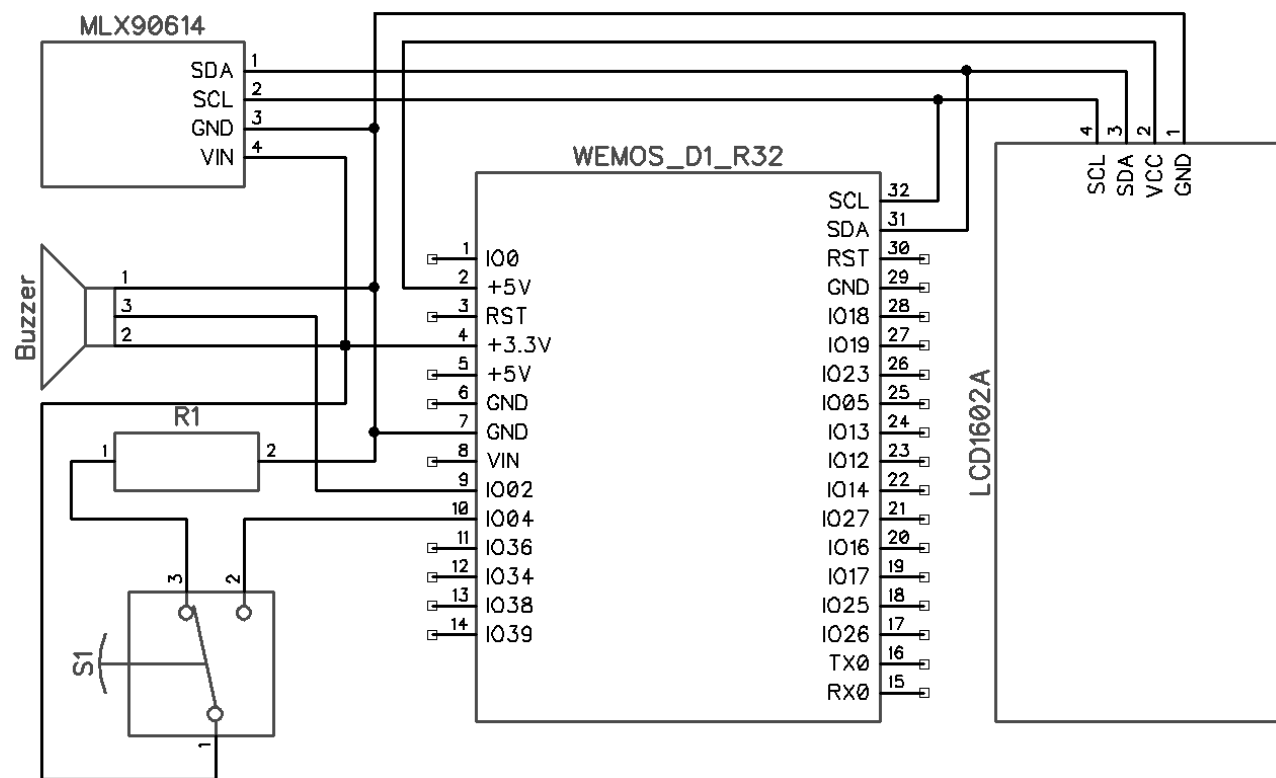 MLX90614
SDA 1
SCL 2
GND 3
VIN 4
Buzzer
1
3
2
R1
1 2
S1
3 2
1
WEMOS_D1_R32
1 IO0
2 +5V
3 RST
4 +3.3V
5 +5V
6 GND
7 GND
8 VIN
9 IO02
10 IO04
11 IO36
12 IO34
13 IO38
14 IO39
SCL 32
SDA 31
RST 30
GND 29
IO18 28
IO19 27
IO23 26
IO05 25
IO13 24
IO12 23
IO14 22
IO27 21
IO16 20
IO17 19
IO25 18
IO26 17
TX0 16
RX0 15
LCD1602A
4 SCL
3 SDA
2 VCC
1 GND